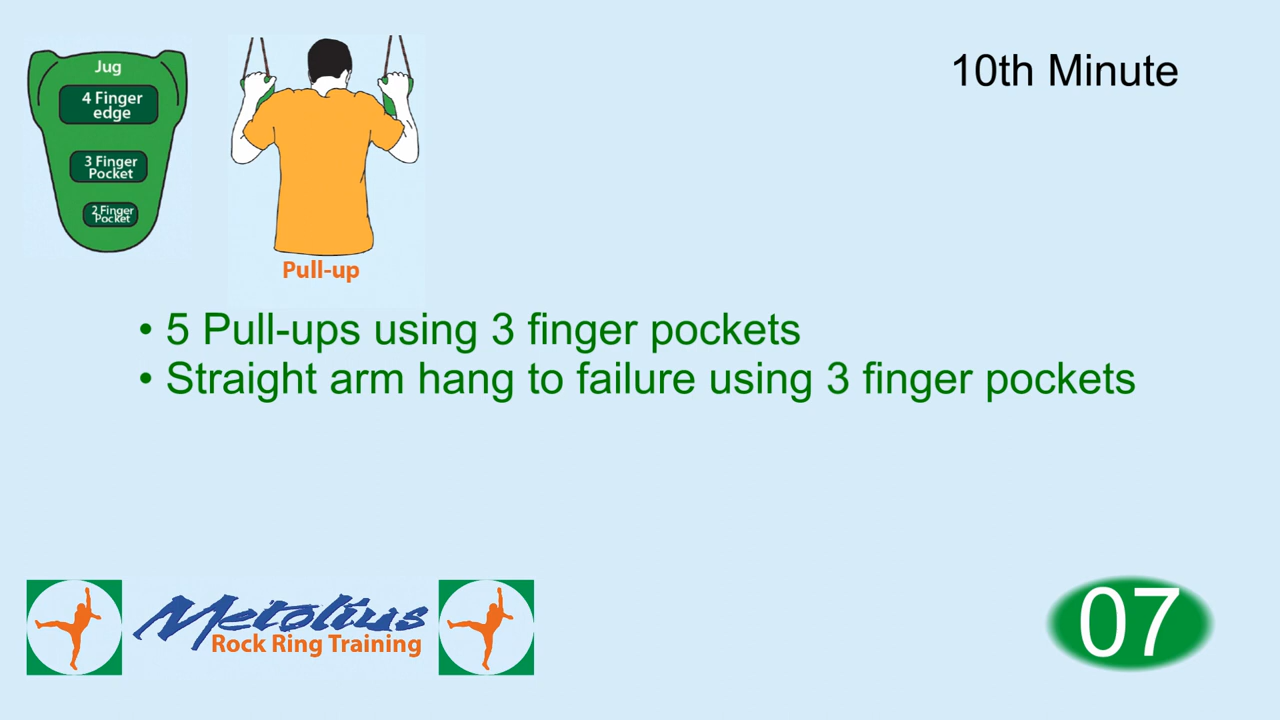 Jug
4 Finger
edge
3 Finger
Pocket
2 Finger
Pocket
Pull-up
10th Minute
• 5 Pull-ups using 3 finger pockets
• Straight arm hang to failure using 3 finger pockets
Metolius
Rock Ring Training
07